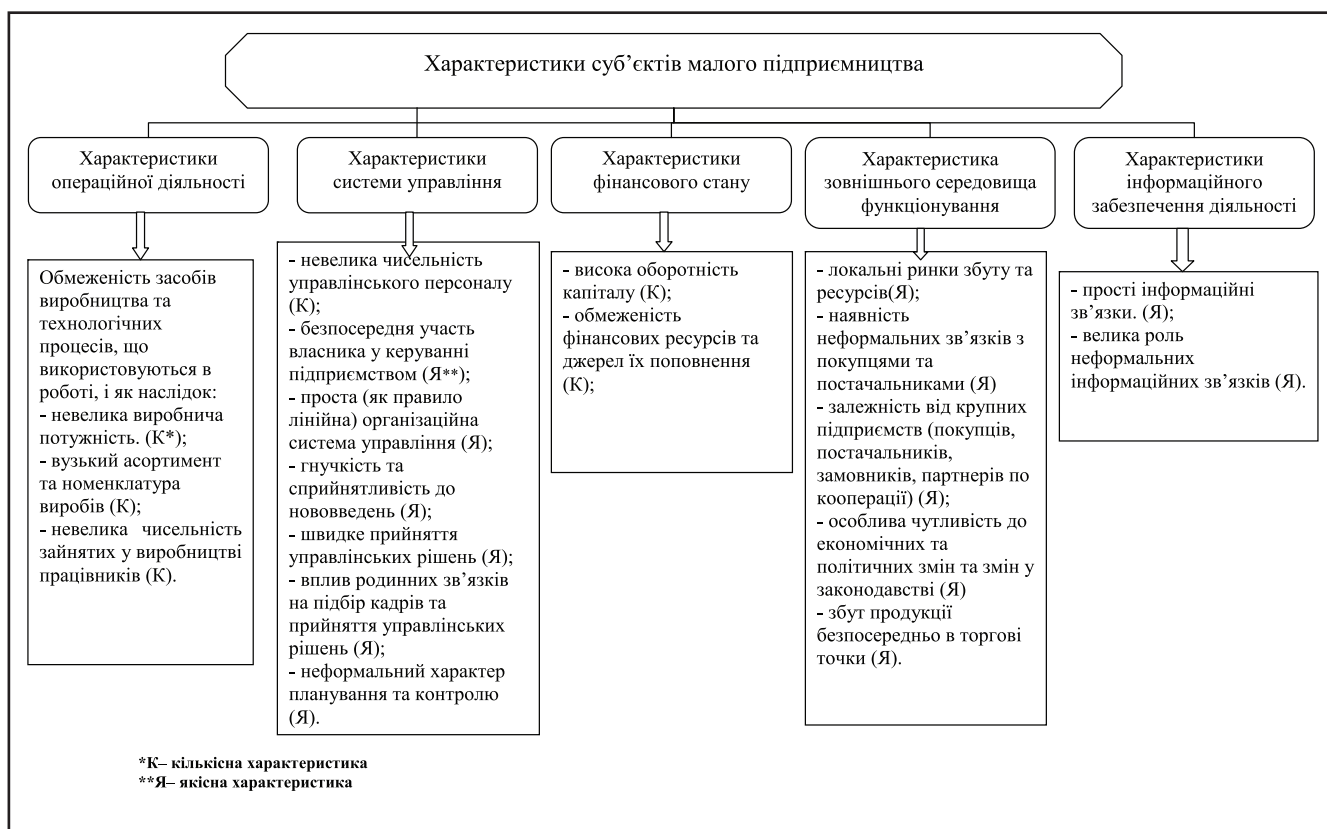 Характеристики суб’єктів малого підприємництва
Характеристики
операційної діяльності
Характеристики
системи управління
Характеристики
фінансового стану
Характеристика
зовнішнього середовища
функціонування
Характеристики
інформаційного
забезпечення діяльності
Обмеженість засобів
виробництва та
технологічних
процесів, що
використовуються в
роботі, і як наслідок:
- невелика виробнича
потужність. (К*);
- вузький асортимент
та номенклатура
виробів (К);
- невелика чисельність
зайнятих у виробництві
працівників (К).
- невелика чисельність
управлінського персоналу
(К);
- безпосередня участь
власника у керуванні
підприємством (Я**);
- проста (як правило
лінійна) організаційна
система управління (Я);
- гнучкість та
сприйнятливість до
нововведень (Я);
- швидке прийняття
управлінських рішень (Я);
- вплив родинних зв’язків
на підбір кадрів та
прийняття управлінських
рішень (Я);
- неформальний характер
планування та контролю
(Я).
- висока оборотність
капіталу (К);
- обмеженість
фінансових ресурсів та
джерел їх поповнення
(К);
- локальні ринки збуту та
ресурсів(Я);
- наявність
неформальних зв’язків з
покупцями та
постачальниками (Я)
- залежність від крупних
підприємств (покупців,
постачальників,
замовників, партнерів по
кооперації) (Я);
- особлива чутливість до
економічних та
політичних змін та змін у
законодавстві (Я)
- збут продукції
безпосередньо в торгові
точки (Я).
- прості інформаційні
зв’язки. (Я);
- велика роль
неформальних
інформаційних зв’язків (Я).
*К– кількісна характеристика
**Я– якісна характеристика